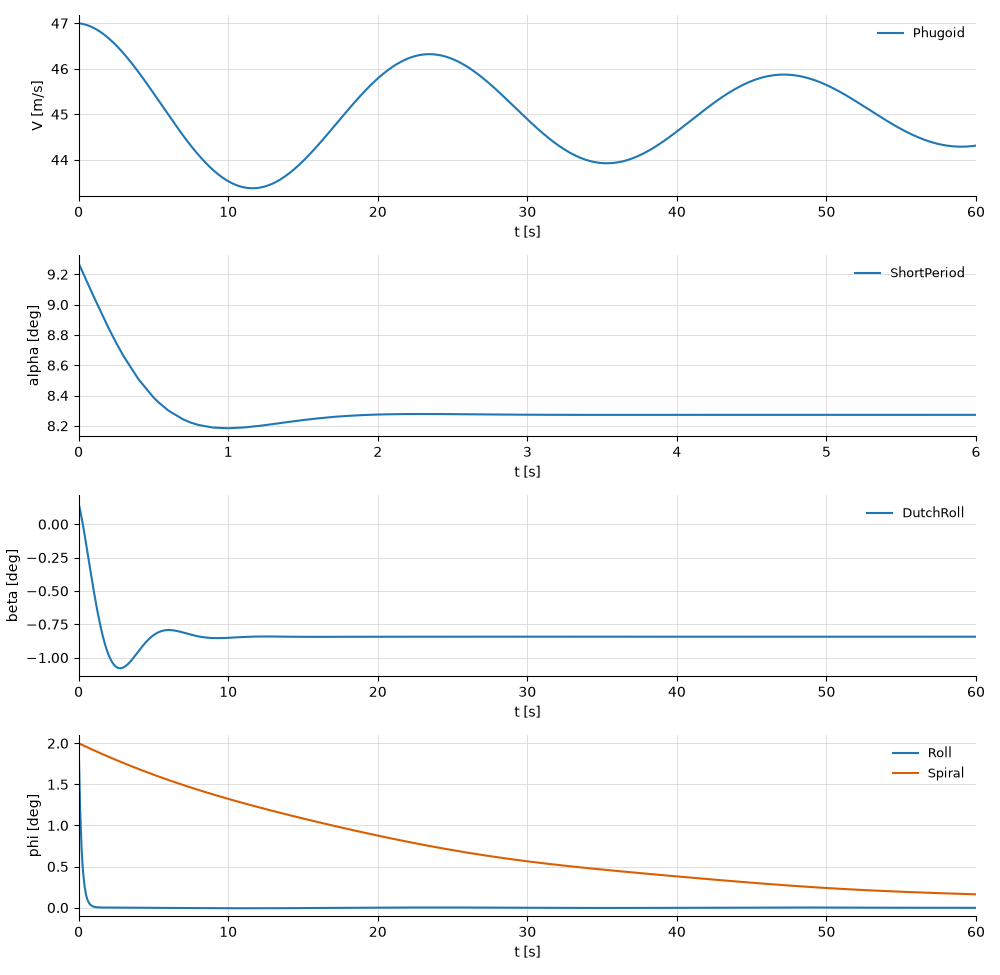 47
46
45
44
V [m/s]
Phugoid
0 10 20 30 40 50 60
t [s]
9.2
9.0
8.8
8.6
8.4
8.2
alpha [deg]
ShortPeriod
0 1 2 3 4 5 6
t [s]
0.00
−0.25
−0.50
−0.75
−1.00
beta [deg]
DutchRoll
0 10 20 30 40 50 60
t [s]
2.0
1.5
1.0
0.5
0.0
phi [deg]
Roll
Spiral
0 10 20 30 40 50 60
t [s]